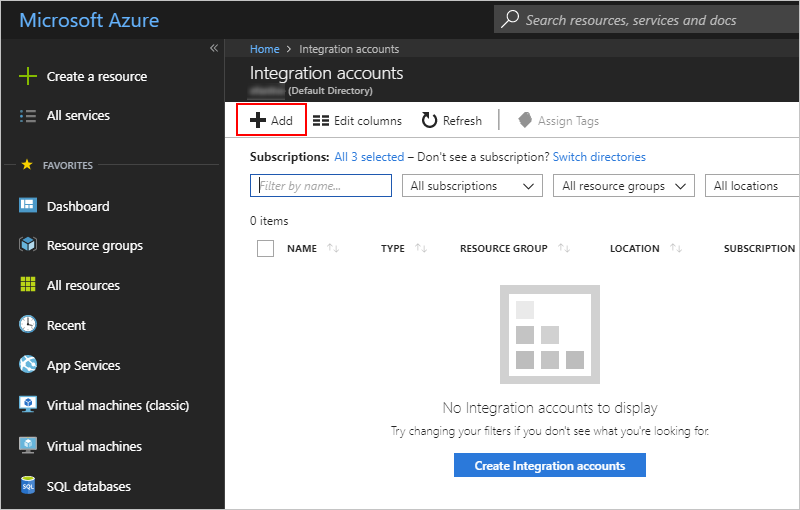 Microsoft Azure
Search resources, services and docs
Create a resource
All services
FAVORITES
Dashboard
Resource groups
All resources
Recent
App Services
Virtual machines (classic)
Virtual machines
SQL databases
Home > Integration accounts
Integration accounts
(Default Directory)
Add Edit columns Refresh Assign Tags
Subscriptions: All 3 selected – Don't see a subscription? Switch directories
Filter by name... All subscriptions All resource groups All locations
0 items
NAME TYPE RESOURCE GROUP LOCATION SUBSCRIPTION
No Integration accounts to display
Try changing your filters if you don't see what you're looking for.
Create Integration accounts